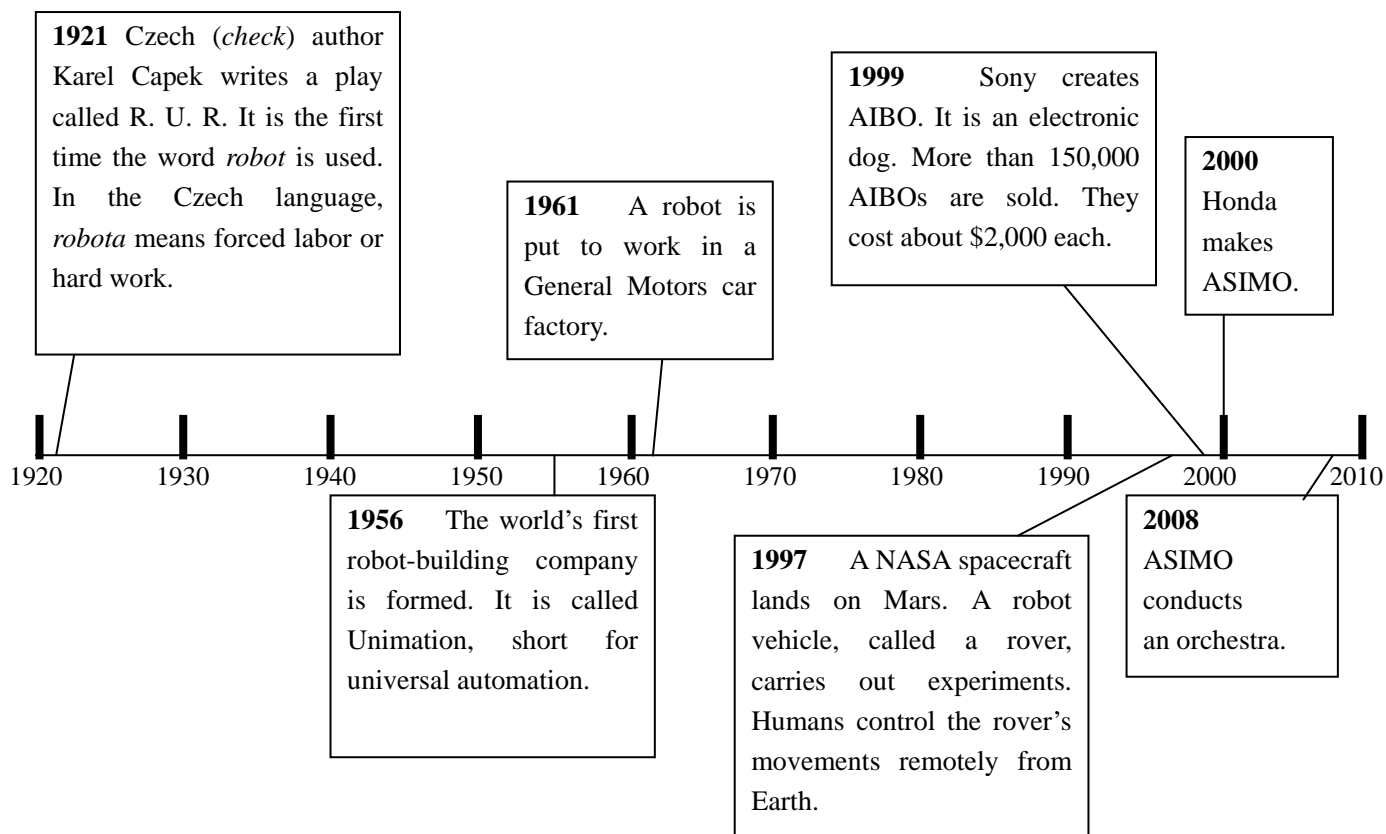 1921 Czech (check) author
Karel Capek writes a play
called R. U. R. It is the first
time the word robot is used.
In the Czech language,
robota means forced labor or
hard work.
1961 A robot is
put to work in a
General Motors car
factory.
1999 Sony creates
AIBO. It is an electronic
dog. More than 150,000
AIBOs are sold. They
cost about $2,000 each.
2000
Honda
makes
ASIMO.
1920 1930 1940 1950 1960 1970 1980 1990 2000 2010
1956 The world’s first
robot-building company
is formed. It is called
Unimation, short for
universal automation.
1997 A NASA spacecraft
lands on Mars. A robot
vehicle, called a rover,
carries out experiments.
Humans control the rover’s
movements remotely from
Earth.
2008
ASIMO
conducts
an orchestra.